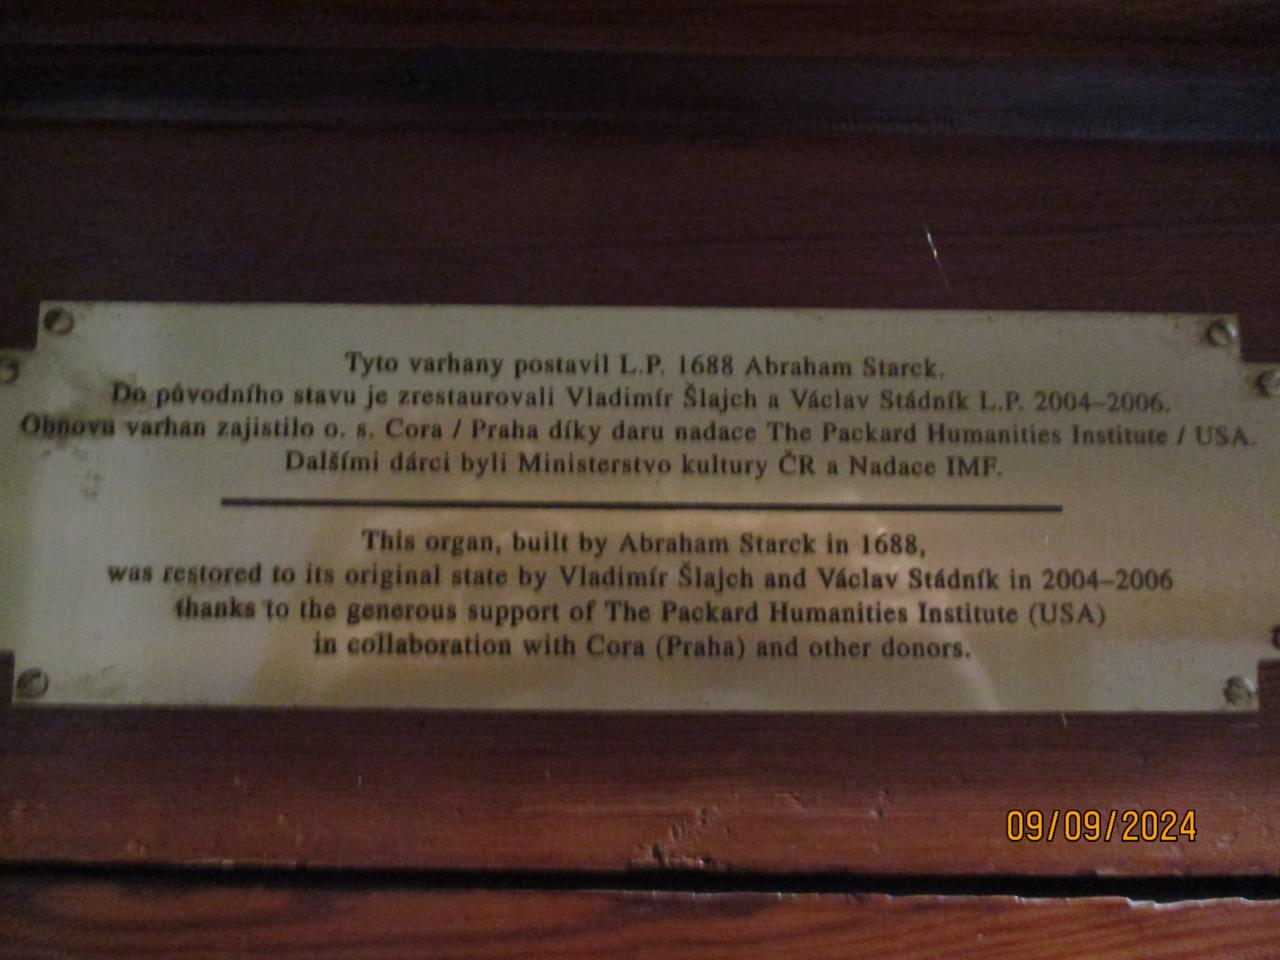 Tyto varhany postavil L.P. 1688 Abraham Starck.
Do původního stavu je zrestaurovali Vladimír Šlajch a Václav Stádník L.P. 2004–2006.
Obnovu varhan zajistilo o. s. Cora / Praha díky daru nadace The Packard Humanities Institute / USA.
Dalšími dárci byli Ministerstvo kultury ČR a Nadace IMF.
This organ, built by Abraham Starck in 1688,
was restored to its original state by Vladimír Šlajch and Václav Stádník in 2004–2006
thanks to the generous support of The Packard Humanities Institute (USA)
in collaboration with Cora (Praha) and other donors.
09/09/2024